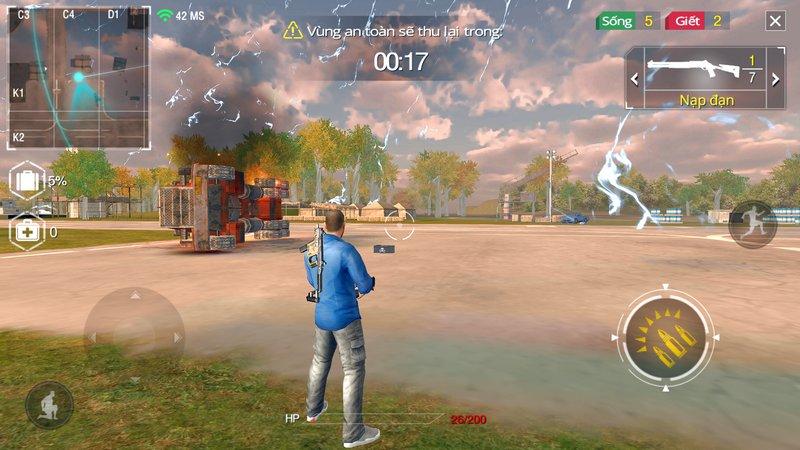 C3 C4 D1
K1
K2
42 MS
Vùng an toàn sẽ thu lại trong:
00:17
Sống 5 Giết 2
1
7
Nạp đạn
5%
0
HP
26/200